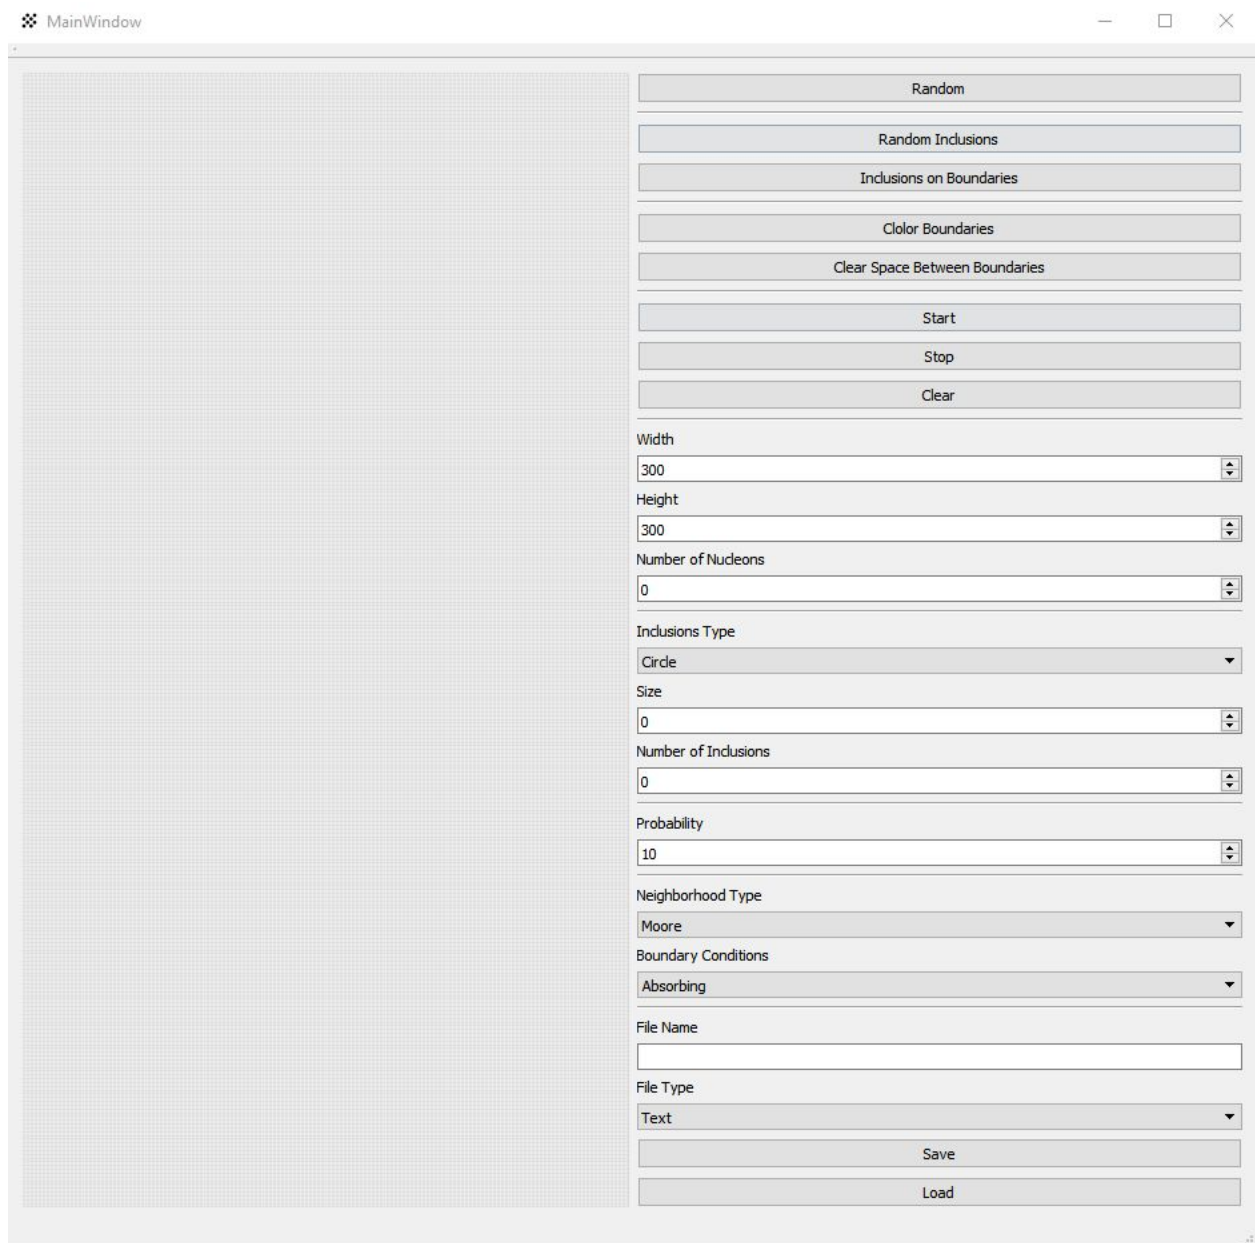 MainWindow
Random
Random Inclusions
Inclusions on Boundaries
Clolor Boundaries
Clear Space Between Boundaries
Start
Stop
Clear
Width
300
Height
300
Number of Nucleons
0
Inclusions Type
Circle
Size
0
Number of Inclusions
0
Probability
10
Neighborhood Type
Moore
Boundary Conditions
Absorbing
File Name
File Type
Text
Save
Load